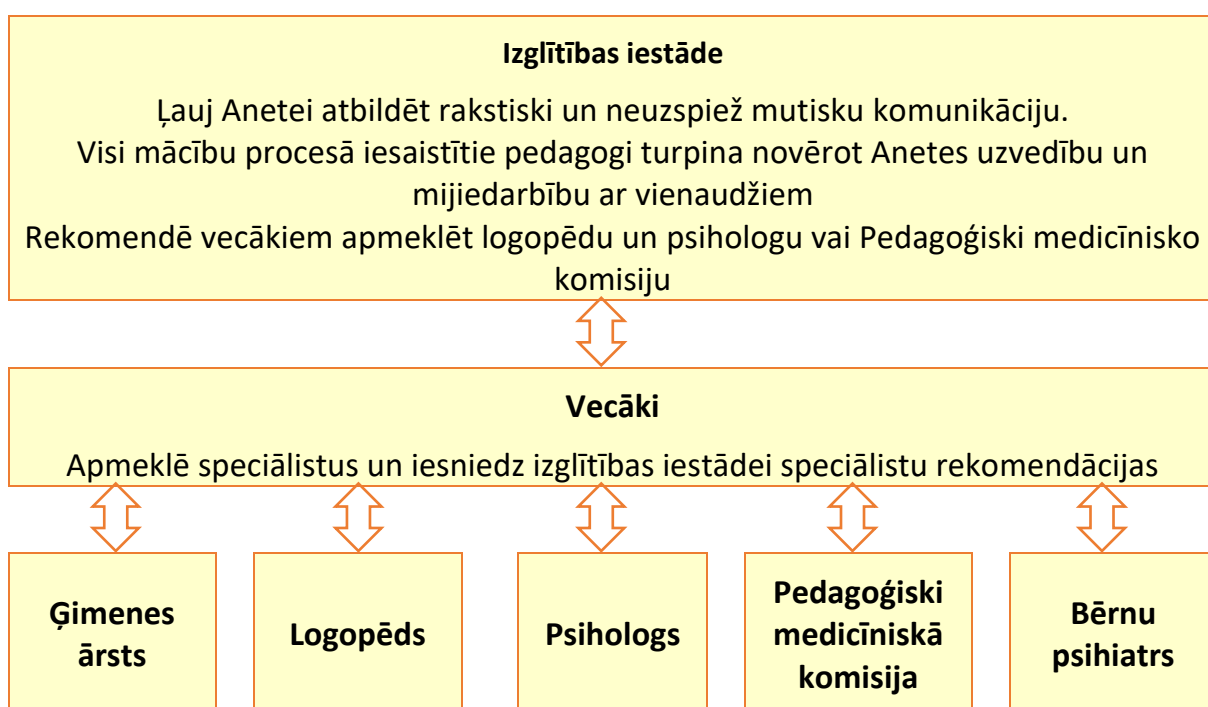 Izglītības iestāde
Ļauj Anetei atbildēt rakstiski un neuzspiež mutisku komunikāciju.
Visi mācību procesā iesaistītie pedagogi turpina novērot Anetes uzvedību un
mijiedarbību ar vienaudžiem
Rekomendē vecākiem apmeklēt logopēdu un psihologu vai Pedagoģiski medicīnisko
komisiju
Vecāki
Apmeklē speciālistus un iesniedz izglītības iestādei speciālistu rekomendācijas
Ģimenes
ārsts
Logopēds
Psihologs
Pedagoģiski
medicīniskā
komisija
Bērnu
psihiatrs